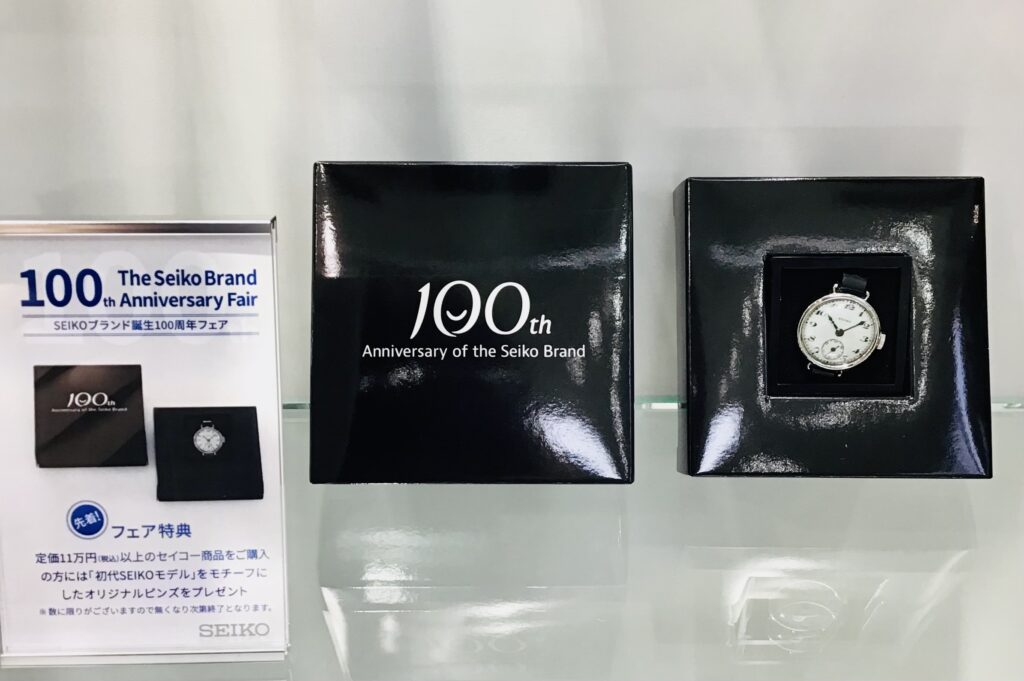 100th The Seiko Brand
Anniversary Fair
SEIKOブランド誕生100周年フェア
100th
Anniversary of the Seiko Brand
先着!
フェア特典
定価11万円(税込)以上のセイコー商品をご購入
の方には「初代SEIKOモデル」をモチーフに
したオリジナルピンズをプレゼント
※数に限りがございますので無くなり次第終了となります。
SEIKO
100th
Anniversary of the Seiko Brand